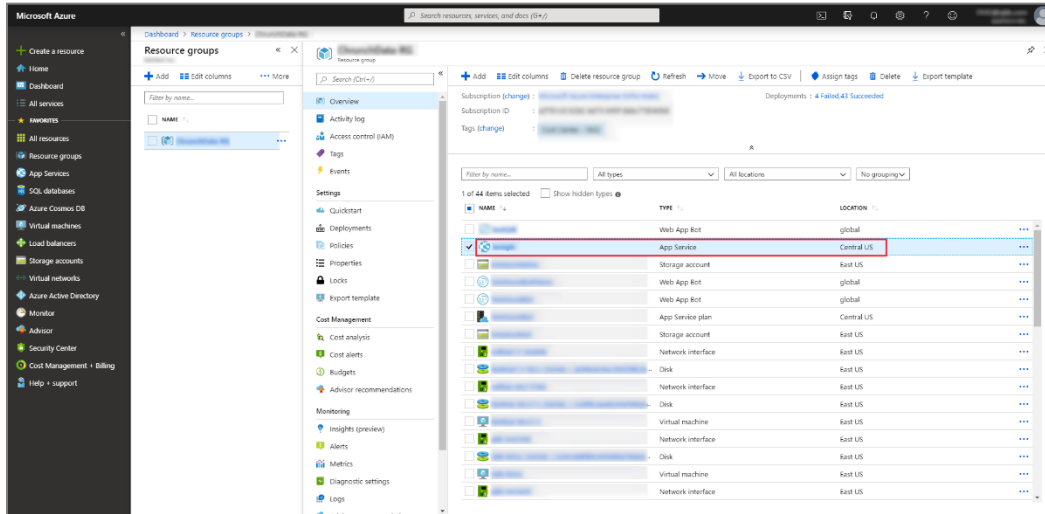 Microsoft Azure
Search resources, services, and docs (G+/)
Create a resource
Home
Dashboard
All services
FAVORITES
All resources
Resource groups
App Services
SQL databases
Azure Cosmos DB
Virtual machines
Load balancers
Storage accounts
Virtual networks
Azure Active Directory
Monitor
Advisor
Security Center
Cost Management + Billing
Help + support
Dashboard > Resource groups >
Resource groups
Add Edit columns ••• More
Filter by name...
NAME
Resource group
Search (Ctrl+/)
Overview
Activity log
Access control (IAM)
Tags
Events
Settings
Quickstart
Deployments
Policies
Properties
Locks
Export template
Cost Management
Cost analysis
Cost alerts
Budgets
Advisor recommendations
Monitoring
Insights (preview)
Alerts
Metrics
Diagnostic settings
Logs
Add Edit columns Delete resource group Refresh Move Export to CSV Assign tags Delete Export template
Subscription (change) : Deployments : 4 Failed,43 Succeeded
Subscription ID :
Tags (change) :
Filter by name... All types All locations No grouping
1 of 44 items selected Show hidden types
NAME TYPE LOCATION
Web App Bot global
App Service Central US
Storage account East US
Web App Bot global
Web App Bot global
App Service plan Central US
Storage account East US
Network interface East US
Disk East US
Network interface East US
Disk East US
Virtual machine East US
Network interface East US
Disk East US
Virtual machine East US
Network interface East US